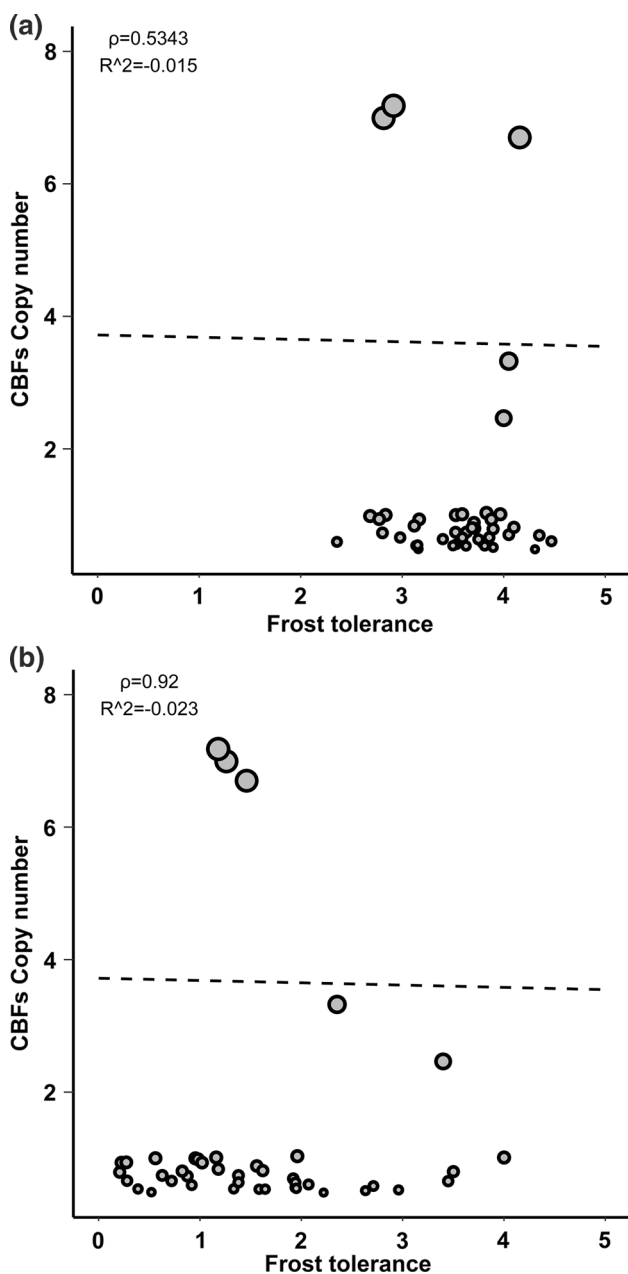 (a)
ρ=0.5343
R^2=-0.015
8
6
4
2
CBFs Copy number
0 1 2 3 4 5
Frost tolerance
(b)
ρ=0.92
R^2=-0.023
8
6
4
2
CBFs Copy number
0 1 2 3 4 5
Frost tolerance